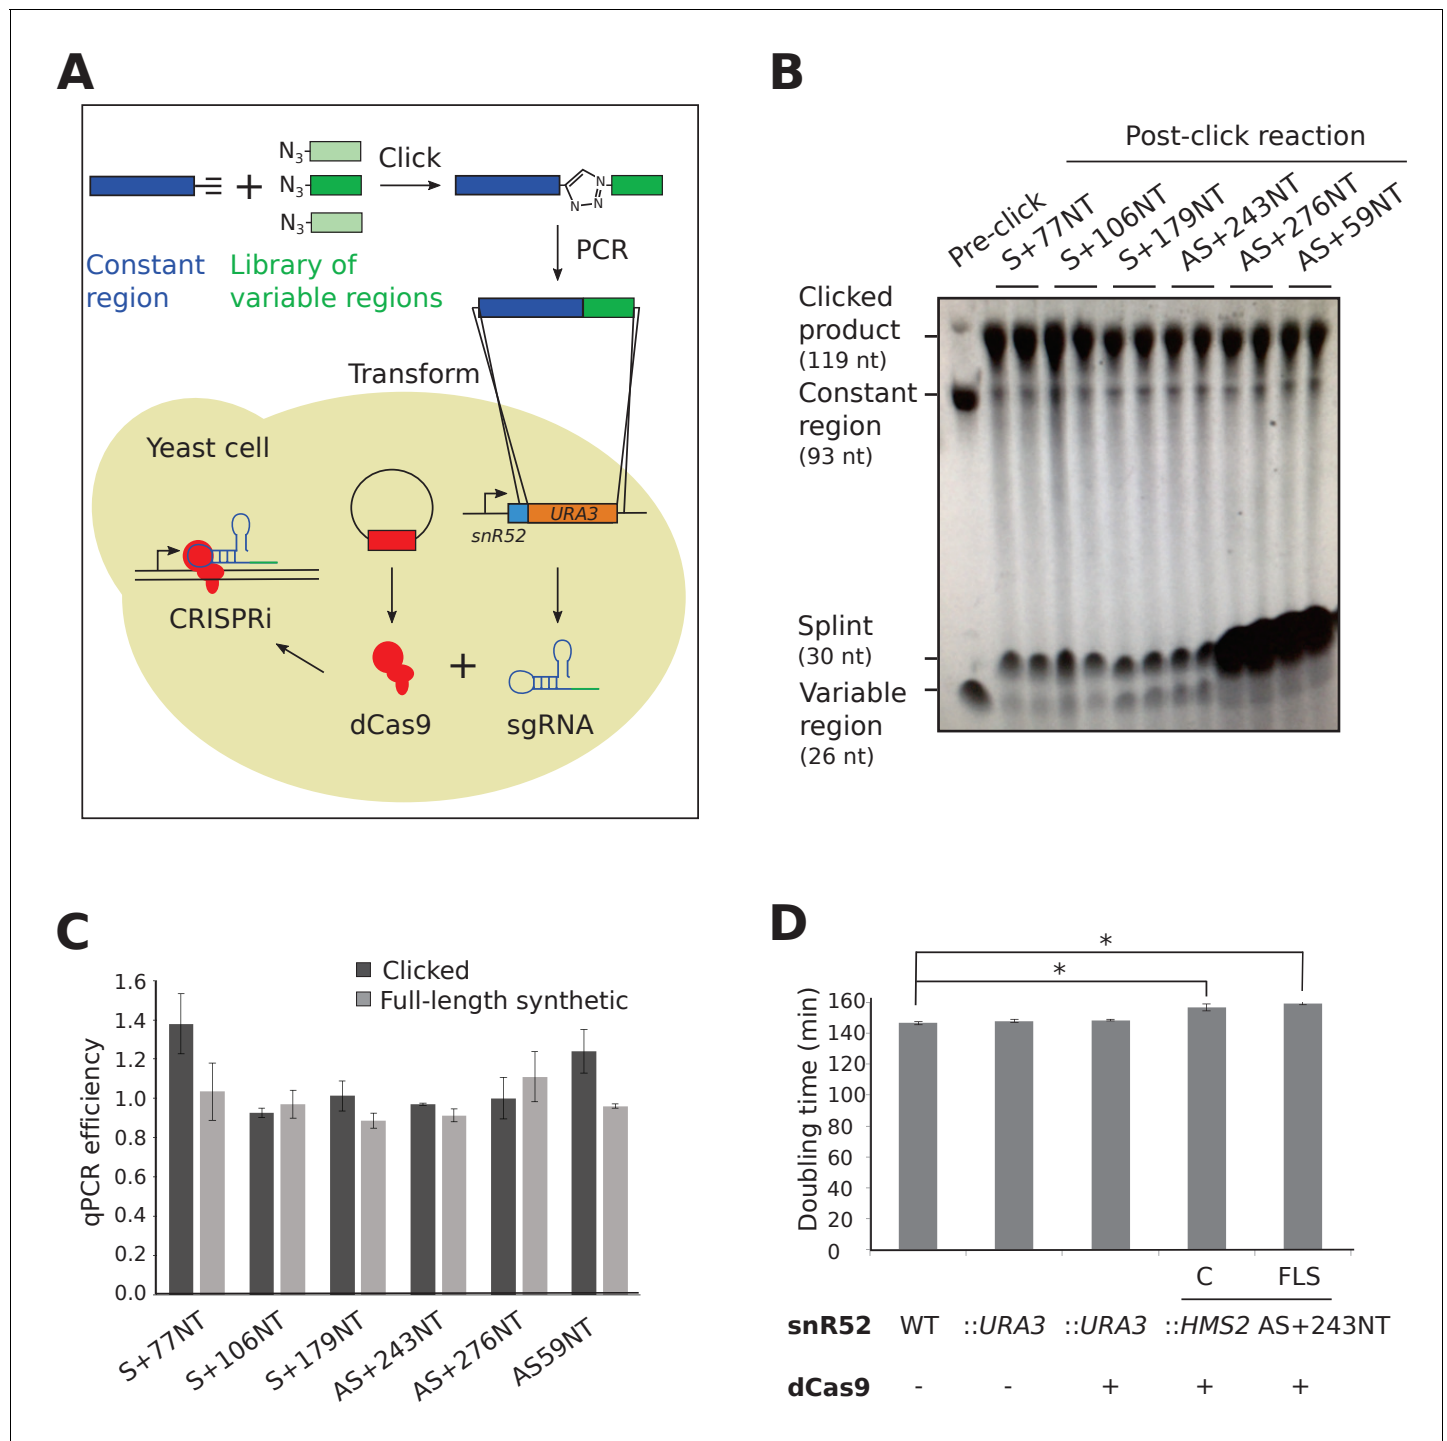 A
N3
N3
N3
Click
N
N
N
Constant
region
Library of
variable regions
PCR
Transform
Yeast cell
URA3
snR52
CRISPRi
dCas9
sgRNA
B
Post-click reaction
Pre-click
S+77NT
S+106NT
S+179NT
AS+243NT
AS+276NT
AS+59NT
Clicked
product
(119 nt)
Constant
region
(93 nt)
Splint
(30 nt)
Variable
region
(26 nt)
C
Clicked
Full-length synthetic
qPCR efficiency
1.6
1.4
1.2
1.0
0.8
0.6
0.4
0.2
0.0
S+77NT
S+106NT
S+179NT
AS+243NT
AS+276NT
AS59NT
D
*
*
Doubling time (min)
160
140
120
100
80
60
40
20
0
C FLS
snR52 WT ::URA3 ::URA3 ::HMS2 AS+243NT
dCas9 - - + + +